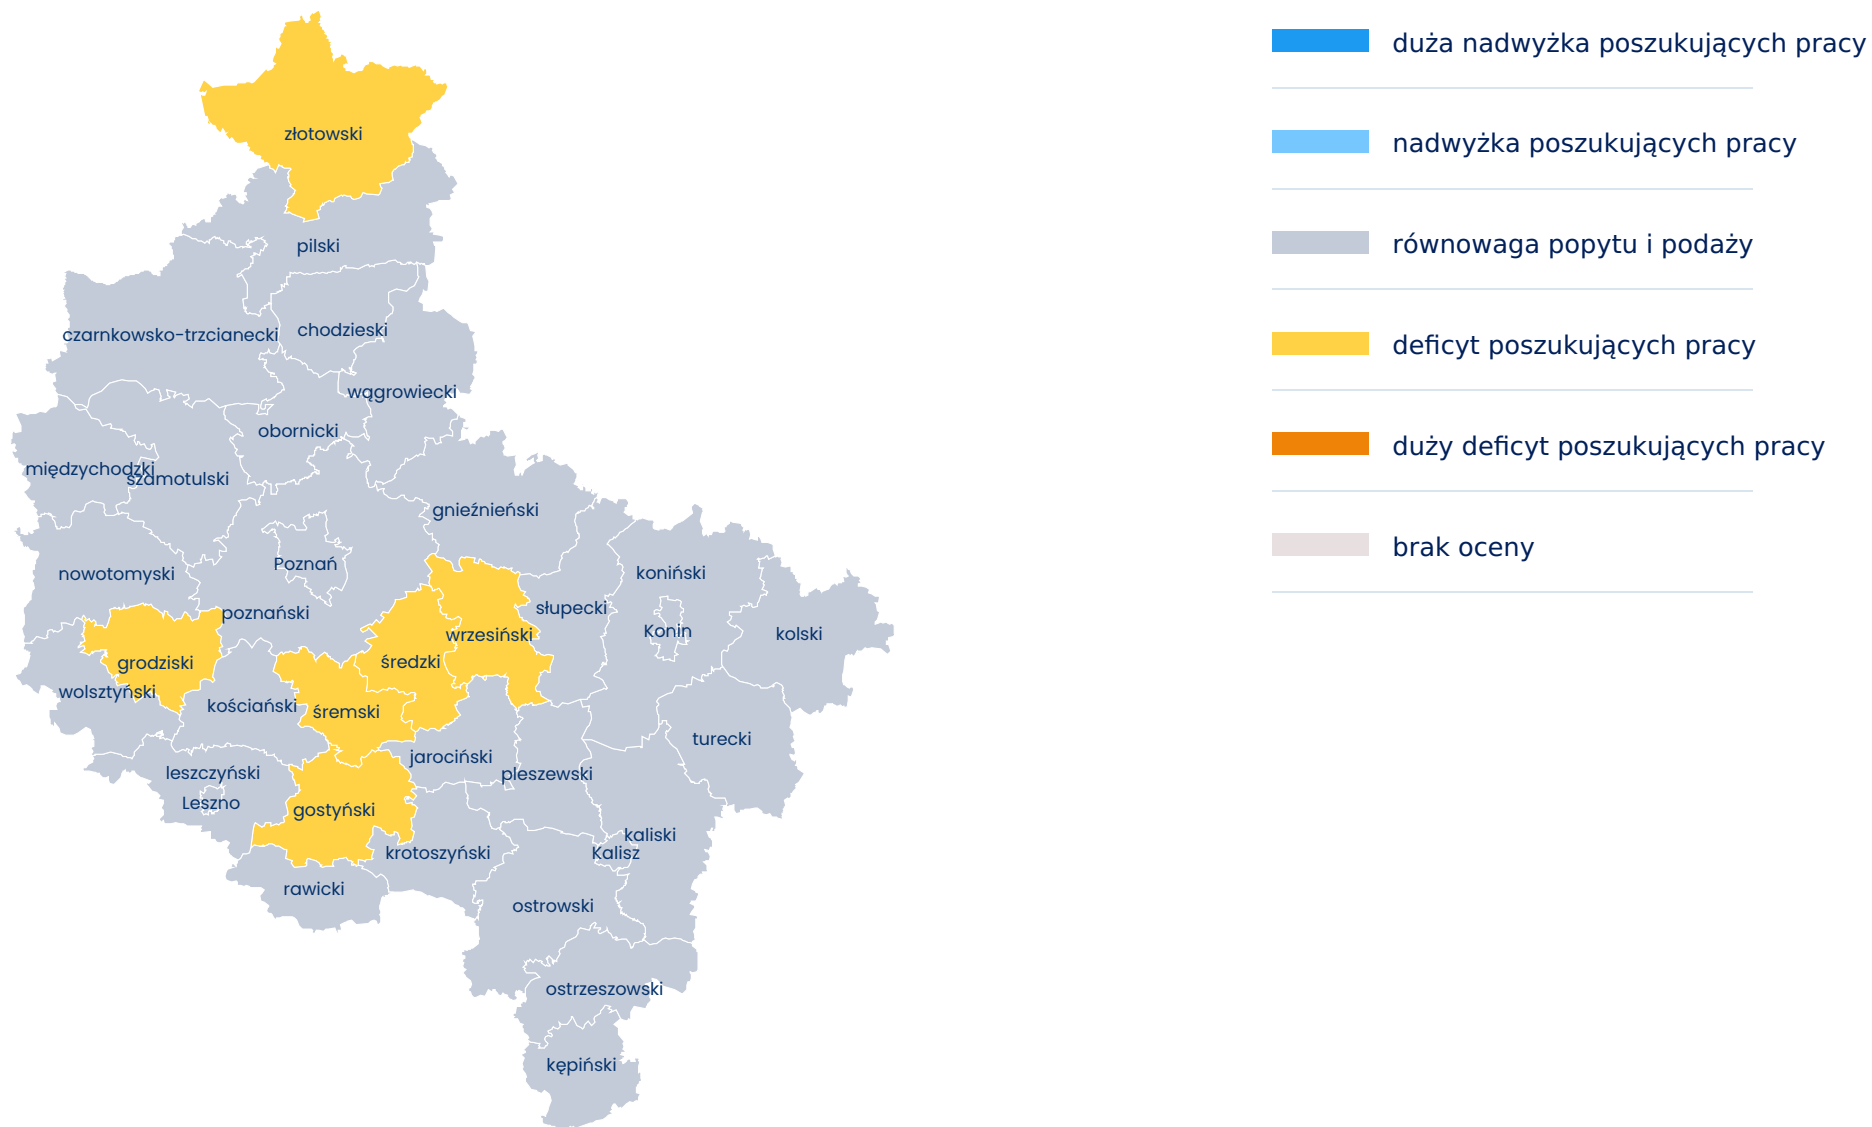 złotowski
pilski
czarnkowsko-trzcianecki
chodzieski
wągrowiecki
obornicki
międzychodzki
szamotulski
gnieźnieński
Poznań
nowotomyski
koniński
poznański
słupecki
Konin
kolski
wrzesiński
średzki
grodziski
wolsztyński
kościański
śremski
turecki
jarociński
leszczyński
pleszewski
Leszno
gostyński
kaliski
Kalisz
krotoszyński
rawicki
ostrowski
ostrzeszowski
kępiński
duża nadwyżka poszukujących pracy
nadwyżka poszukujących pracy
równowaga popytu i podaży
deficyt poszukujących pracy
duży deficyt poszukujących pracy
brak oceny